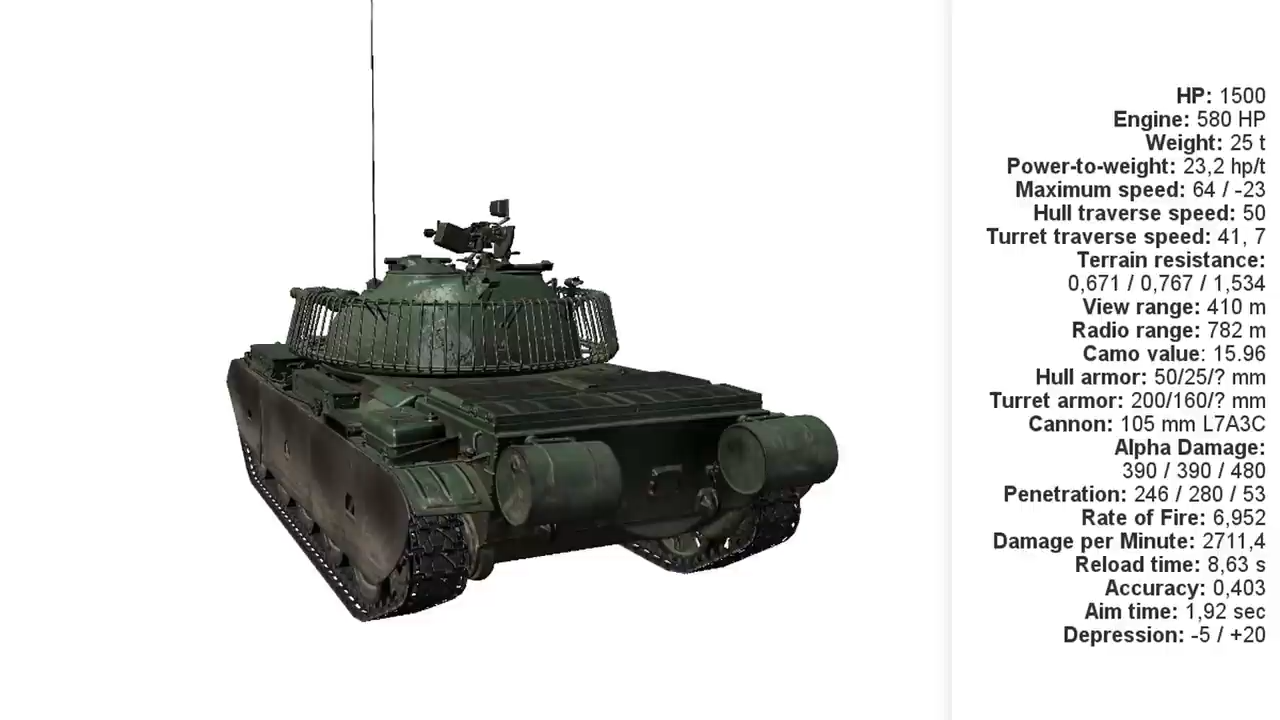 HP: 1500
Engine: 580 HP
Weight: 25 t
Power-to-weight: 23,2 hp/t
Maximum speed: 64 / -23
Hull traverse speed: 50
Turret traverse speed: 41, 7
Terrain resistance:
0,671 / 0,767 / 1,534
View range: 410 m
Radio range: 782 m
Camo value: 15.96
Hull armor: 50/25/? mm
Turret armor: 200/160/? mm
Cannon: 105 mm L7A3C
Alpha Damage:
390 / 390 / 480
Penetration: 246 / 280 / 53
Rate of Fire: 6,952
Damage per Minute: 2711,4
Reload time: 8,63 s
Accuracy: 0,403
Aim time: 1,92 sec
Depression: -5 / +20